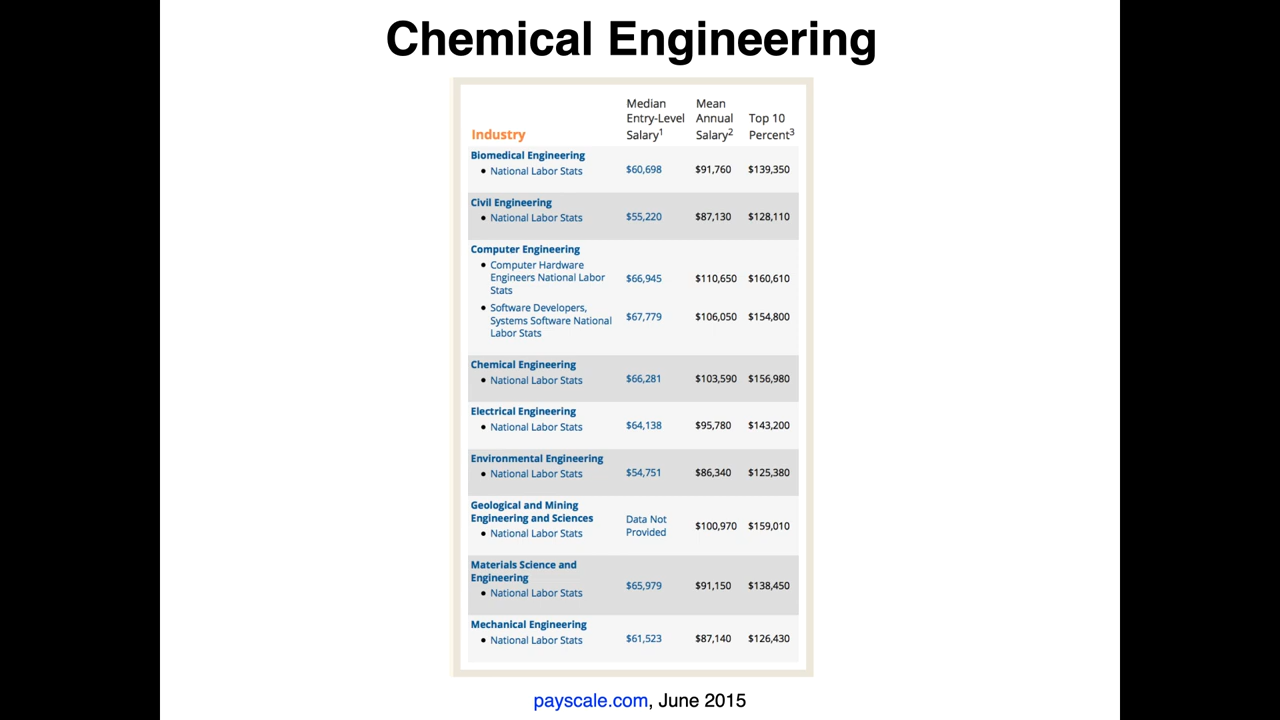 Chemical Engineering
Industry
Median
Entry-Level
Salary1
Mean
Annual
Salary2
Top 10
Percent3
Biomedical Engineering
• National Labor Stats $60,698 $91,760 $139,350
Civil Engineering
• National Labor Stats $55,220 $87,130 $128,110
Computer Engineering
• Computer Hardware
Engineers National Labor
Stats
$66,945 $110,650 $160,610
• Software Developers,
Systems Software National
Labor Stats
$67,779 $106,050 $154,800
Chemical Engineering
• National Labor Stats $66,281 $103,590 $156,980
Electrical Engineering
• National Labor Stats $64,138 $95,780 $143,200
Environmental Engineering
• National Labor Stats $54,751 $86,340 $125,380
Geological and Mining
Engineering and Sciences
• National Labor Stats
Data Not
Provided
$100,970 $159,010
Materials Science and
Engineering
• National Labor Stats $65,979 $91,150 $138,450
Mechanical Engineering
• National Labor Stats $61,523 $87,140 $126,430
payscale.com, June 2015